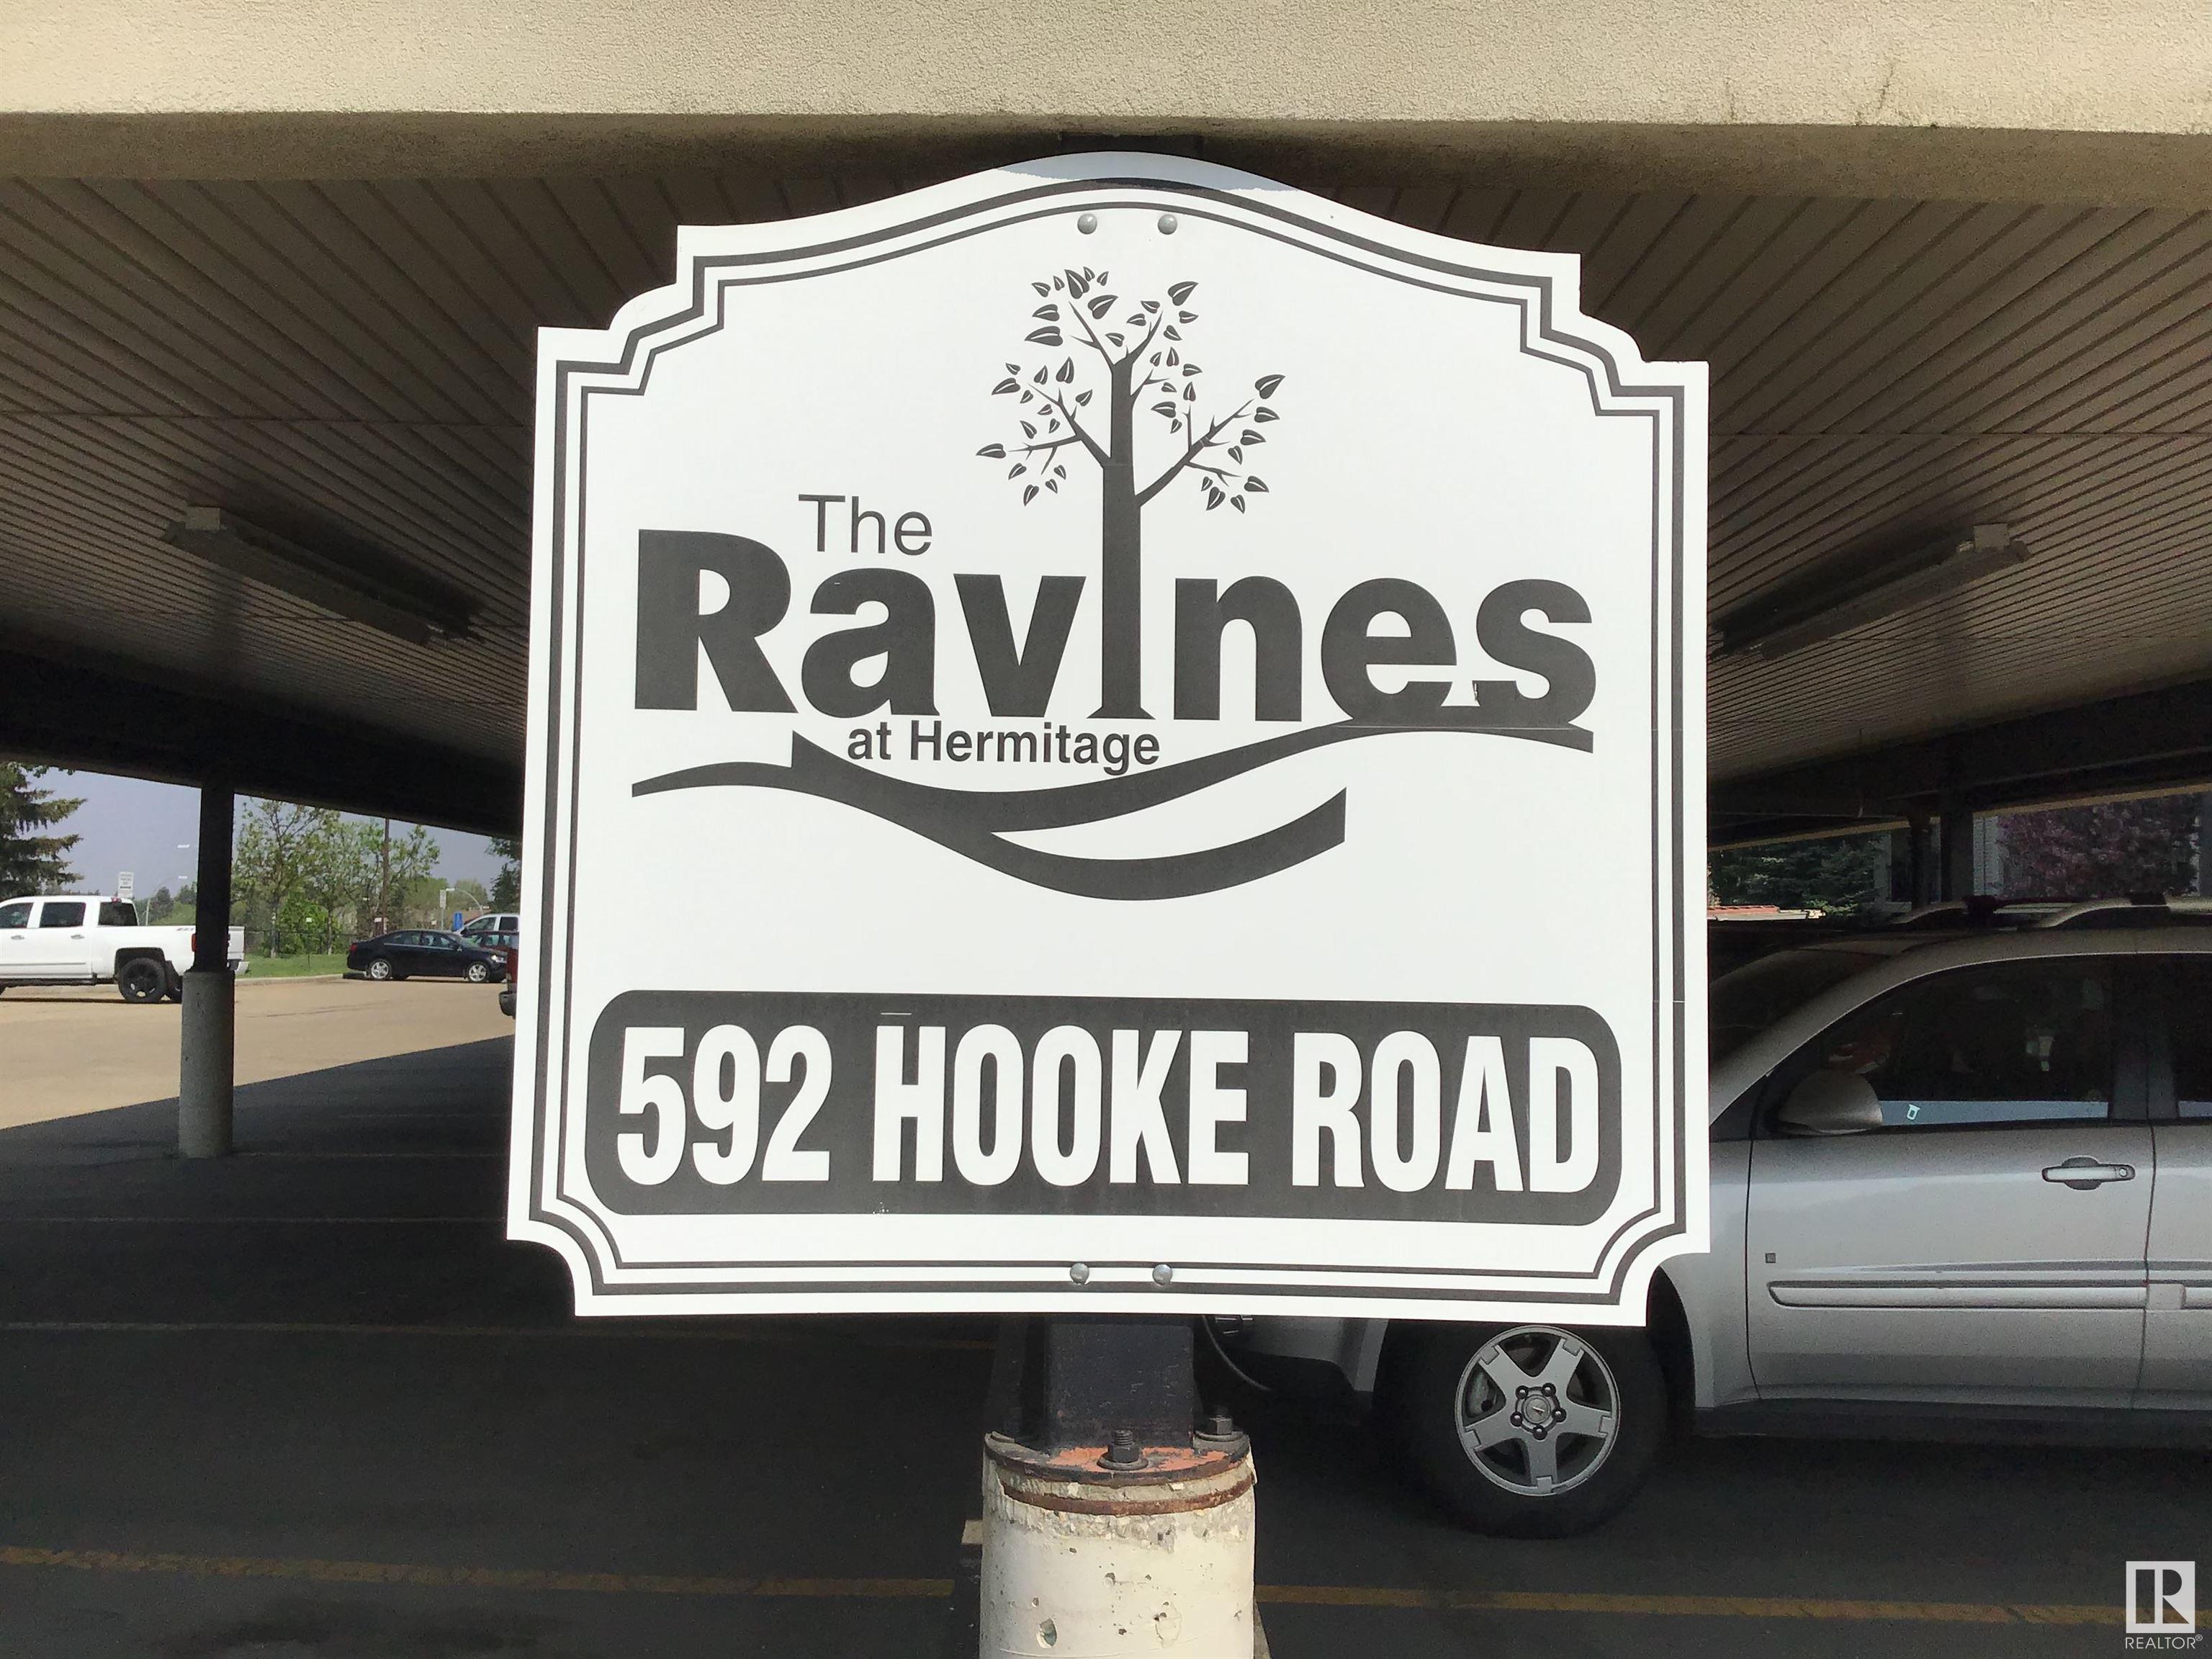 The
Ravines
at Hermitage
592 HOOKE ROAD
REALTOR®